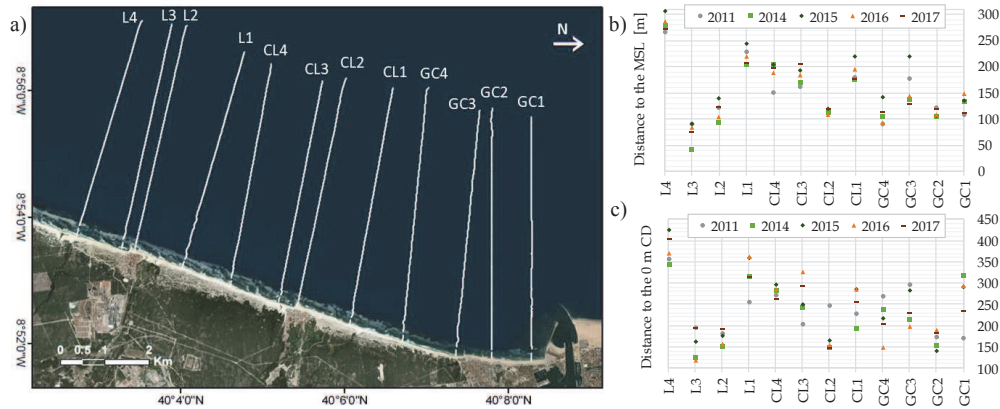 a)
L4
L3
L2
L1
CL4
CL3
CL2
CL1
GC4
GC3
GC2
GC1
N
8°56'0"W
8°54'0"W
8°52'0"W
0 0.5 1 2
Km
40°4'0"N 40°6'0"N 40°8'0"N
b)
Distance to the MSL [m]
2011 2014 2015 2016 2017
300
250
200
150
100
50
0
L4 L3 L2 L1 CL4 CL3 CL2 CL1 GC4 GC3 GC2 GC1
c)
Distance to the 0 m CD
2011 2014 2015 2016 2017
450
400
350
300
250
200
150
100
L4 L3 L2 L1 CL4 CL3 CL2 CL1 GC4 GC3 GC2 GC1